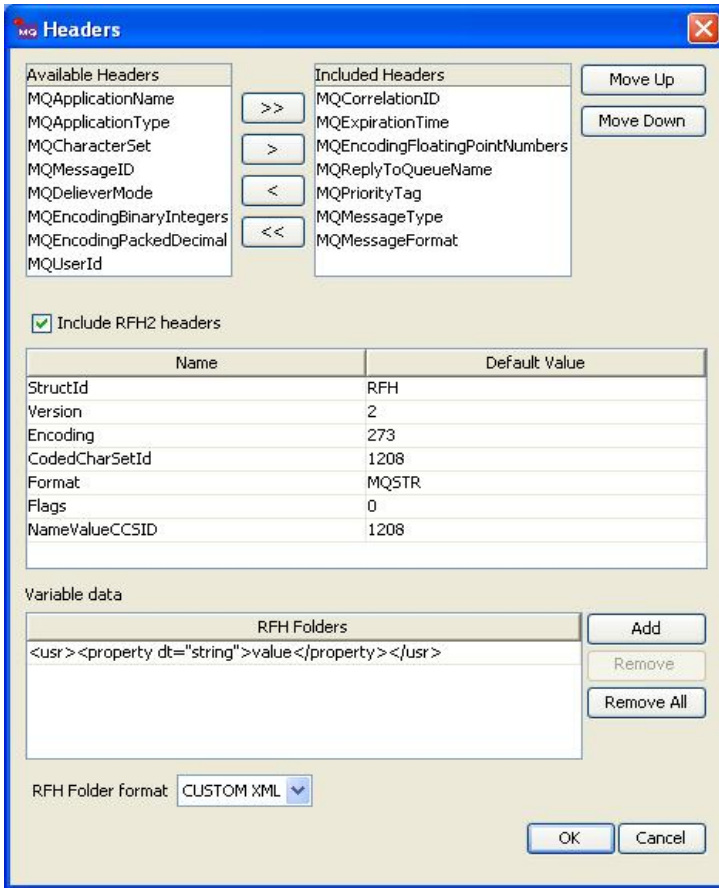 MQ Headers
Available Headers
MQApplicationName
MQApplicationType
MQCharacterSet
MQMessageID
MQDelieverMode
MQEncodingBinaryIntegers
MQEncodingPackedDecimal
MQUserId
>>
>
<
<<
Included Headers
MQCorrelationID
MQExpirationTime
MQEncodingFloatingPointNumbers
MQReplyToQueueName
MQPriorityTag
MQMessageType
MQMessageFormat
Move Up
Move Down
Include RFH2 headers
Name Default Value
StructId RFH
Version 2
Encoding 273
CodedCharSetId 1208
Format MQSTR
Flags 0
NameValueCCSID 1208
Variable data
RFH Folders
<usr><property dt="string">value</property></usr>
Add
Remove
Remove All
RFH Folder format CUSTOM XML
OK Cancel